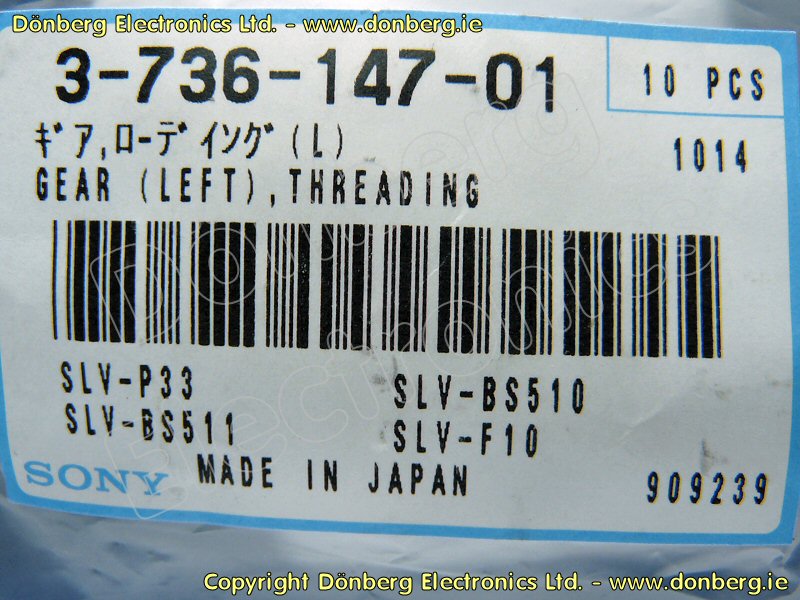 Dönberg Electronics Ltd. - www.donberg.ie
3-736-147-01
10 PCS
ギア,ローディング(L)
1014
GEAR (LEFT),THREADING
Donberg
Electronics
SLV-P33
SLV-BS510
SLV-BS511
SLV-F10
SONY MADE IN JAPAN
909239
Copyright Dönberg Electronics Ltd. - www.donberg.ie